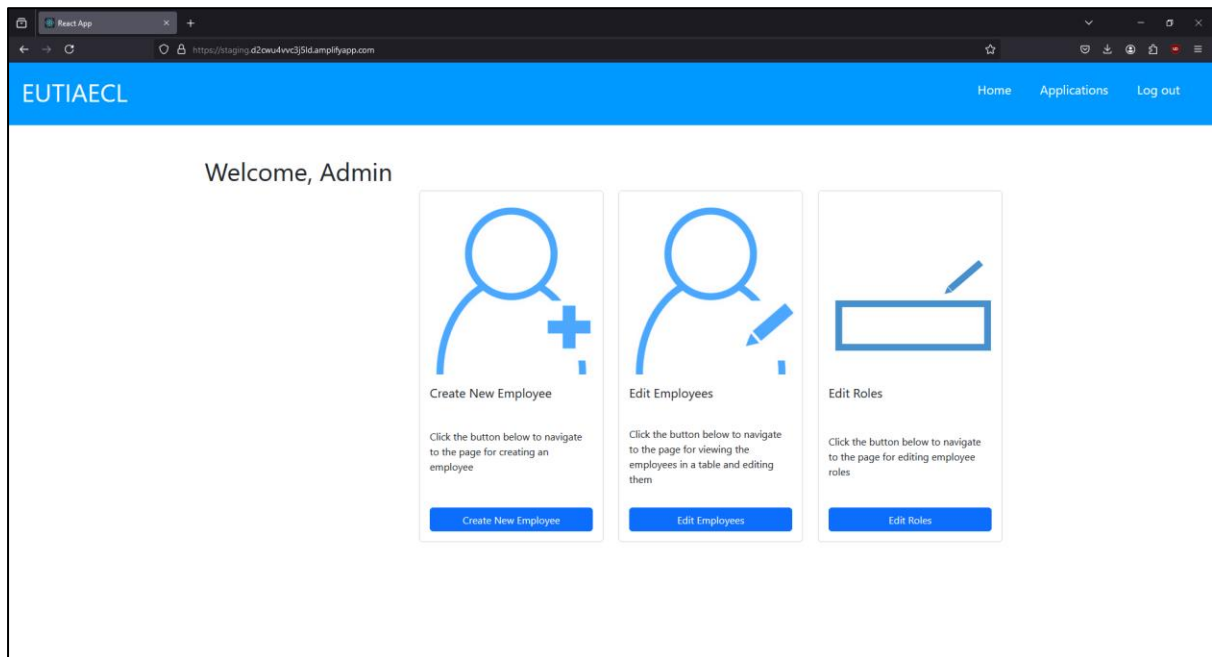 React App
https://staging.d2cwu4vvc3j5ld.amplifyapp.com
EUTIAECL
Home Applications Log out
Welcome, Admin
Create New Employee
Click the button below to navigate
to the page for creating an
employee
Create New Employee
Edit Employees
Click the button below to navigate
to the page for viewing the
employees in a table and editing
them
Edit Employees
Edit Roles
Click the button below to navigate
to the page for editing employee
roles
Edit Roles